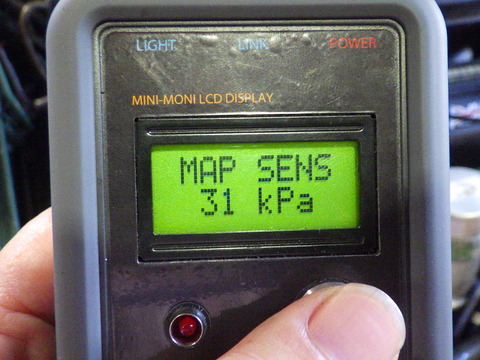 LIGHT LINK POWER
MINI-MONI LCD DISPLAY
MAP SENS
31 kPa